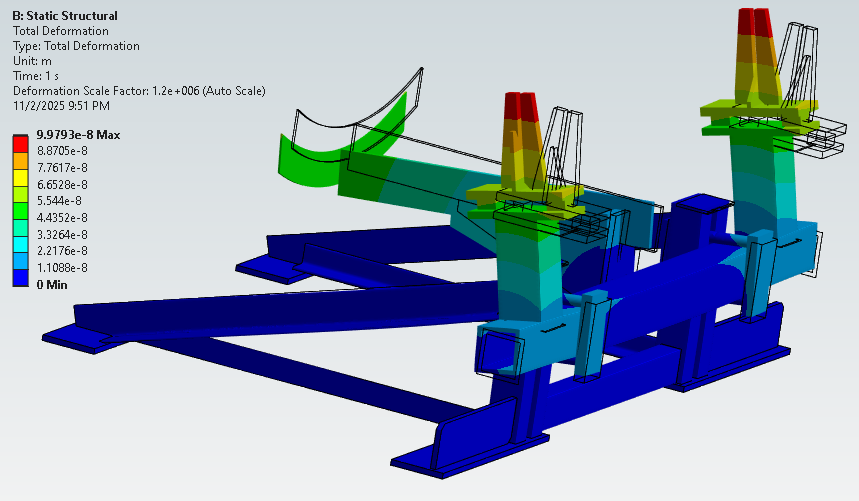 B: Static Structural
Total Deformation
Type: Total Deformation
Unit: m
Time: 1 s
Deformation Scale Factor: 1.2e+006 (Auto Scale)
11/2/2025 9:51 PM
9.9793e-8 Max
8.8705e-8
7.7617e-8
6.6528e-8
5.544e-8
4.4352e-8
3.3264e-8
2.2176e-8
1.1088e-8
0 Min